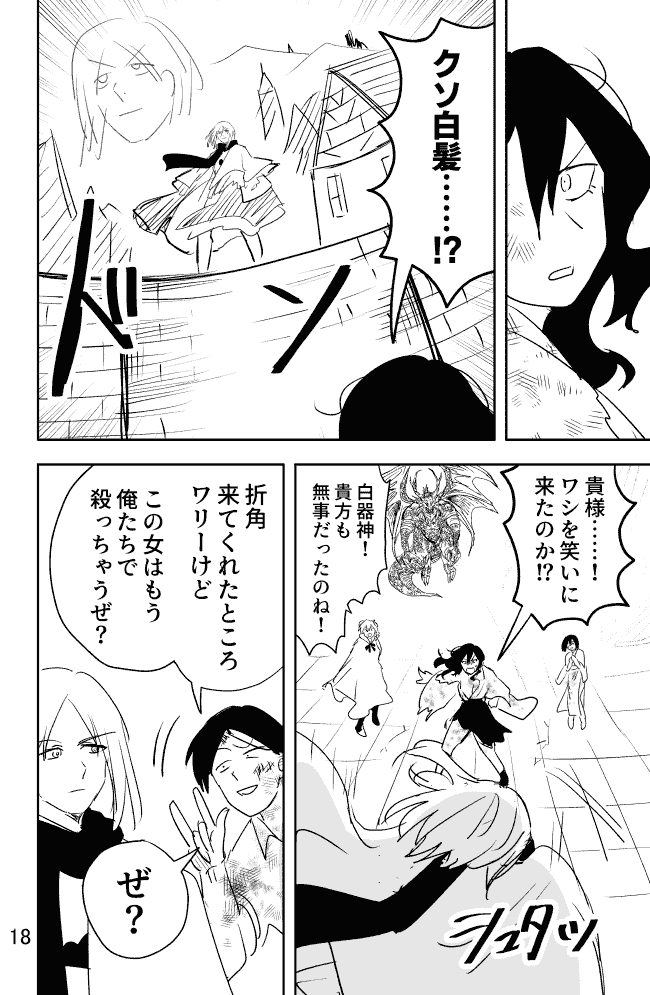 クソ白髪……!?
ドン
貴様……！
ワシを笑いに
来たのか!?
白器神！
貴方も
無事だったのね！
シュタッ
折角
来てくれたところ
ワリーけど
この女はもう
俺たちで
殺っちゃうぜ？
ぜ？
18